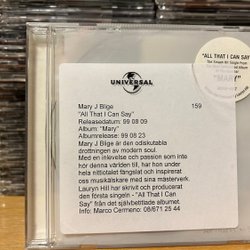 UNIVERSAL
Mary J Blige 159
"All That I Can Say"
Releasedatum: 99 08 09
Album: "Mary"
Albumrelease: 99 08 23
Mary J Blige är den odiskutabla
drottningen av modern soul.
Med en inlevelse och passion som inte
hör denna världen till, har hon under
hela nittiotalet fängslat och inspirerat
oss musikälskare med sina mästerverk.
Lauryn Hill har skrivit och producerat
den första singeln - "All That I Can
Say" från det självbetitlade albumet.
Info: Marco Cermeno: 08/671 25 44
"ALL THAT I CAN SAY"
"MARY"